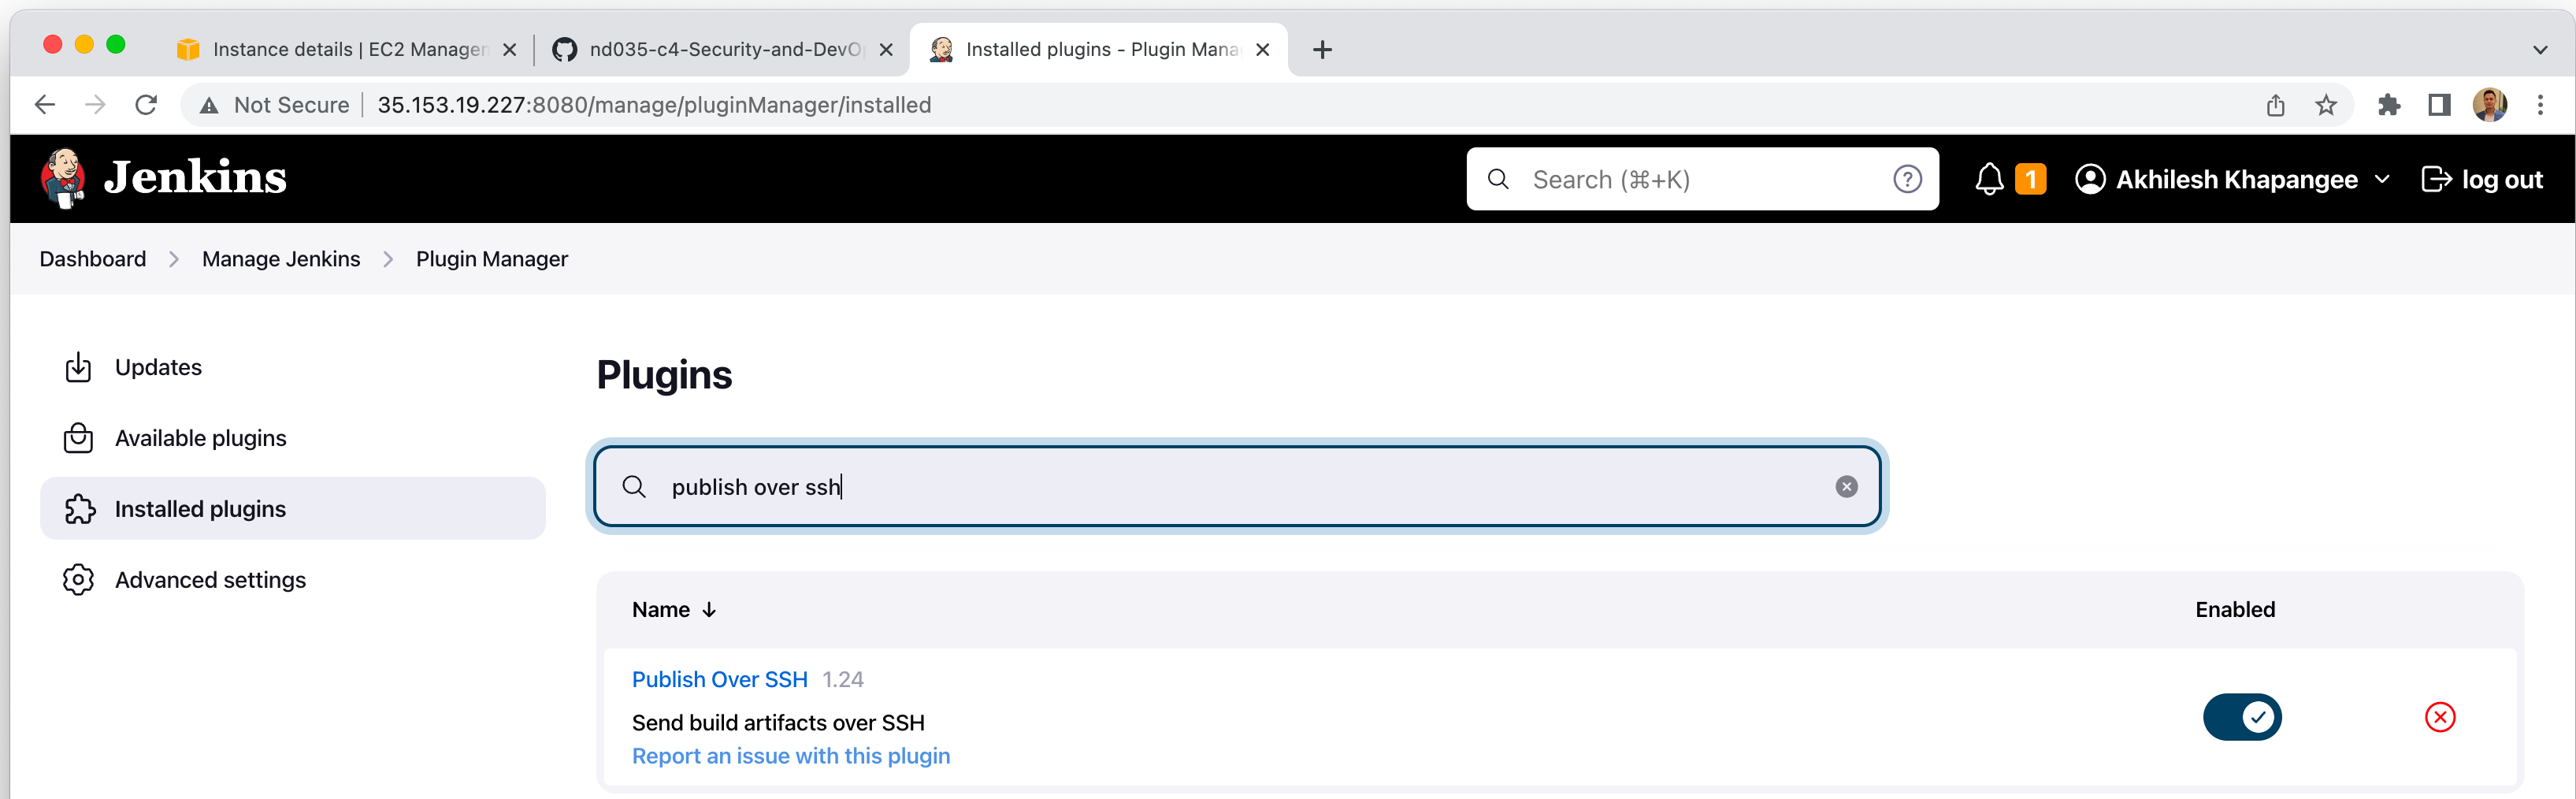 Instance details | EC2 Manager
nd035-c4-Security-and-DevOp
Installed plugins - Plugin Mana
Not Secure
35.153.19.227:8080/manage/pluginManager/installed
Jenkins
Search (⌘+K)
1
Akhilesh Khapangee
log out
Dashboard
Manage Jenkins
Plugin Manager
Updates
Available plugins
Installed plugins
Advanced settings
Plugins
publish over ssh
Name ↓
Enabled
Publish Over SSH 1.24
Send build artifacts over SSH
Report an issue with this plugin